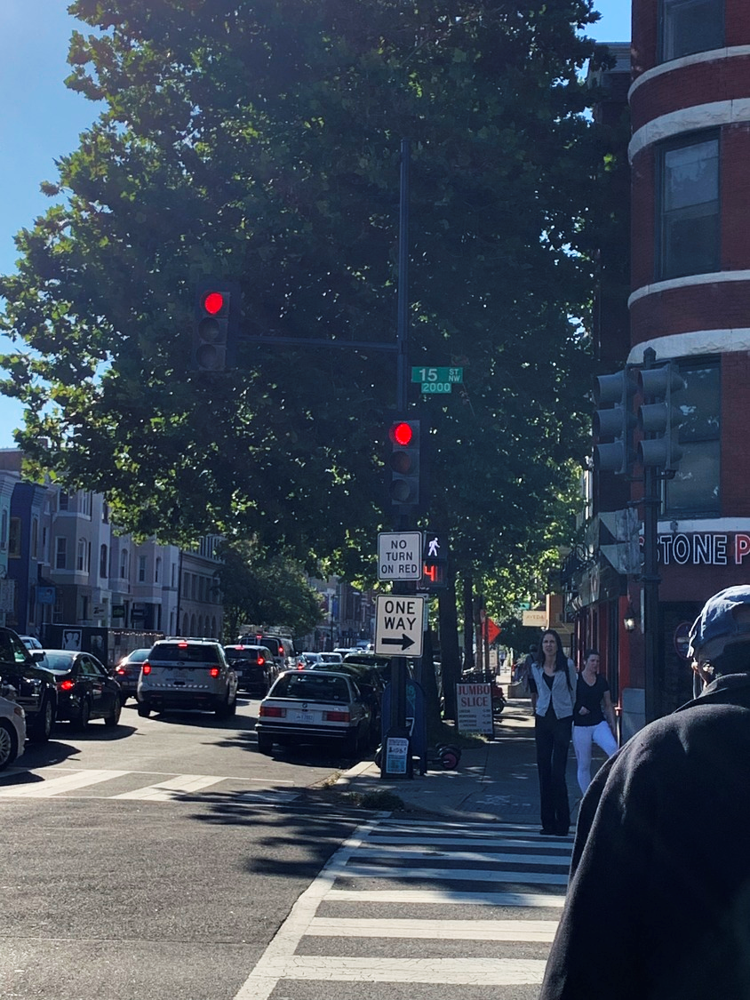 15 ST NW
2000
NO
TURN
ON RED
4
ONE
WAY
STONE P
JUMBO
SLICE